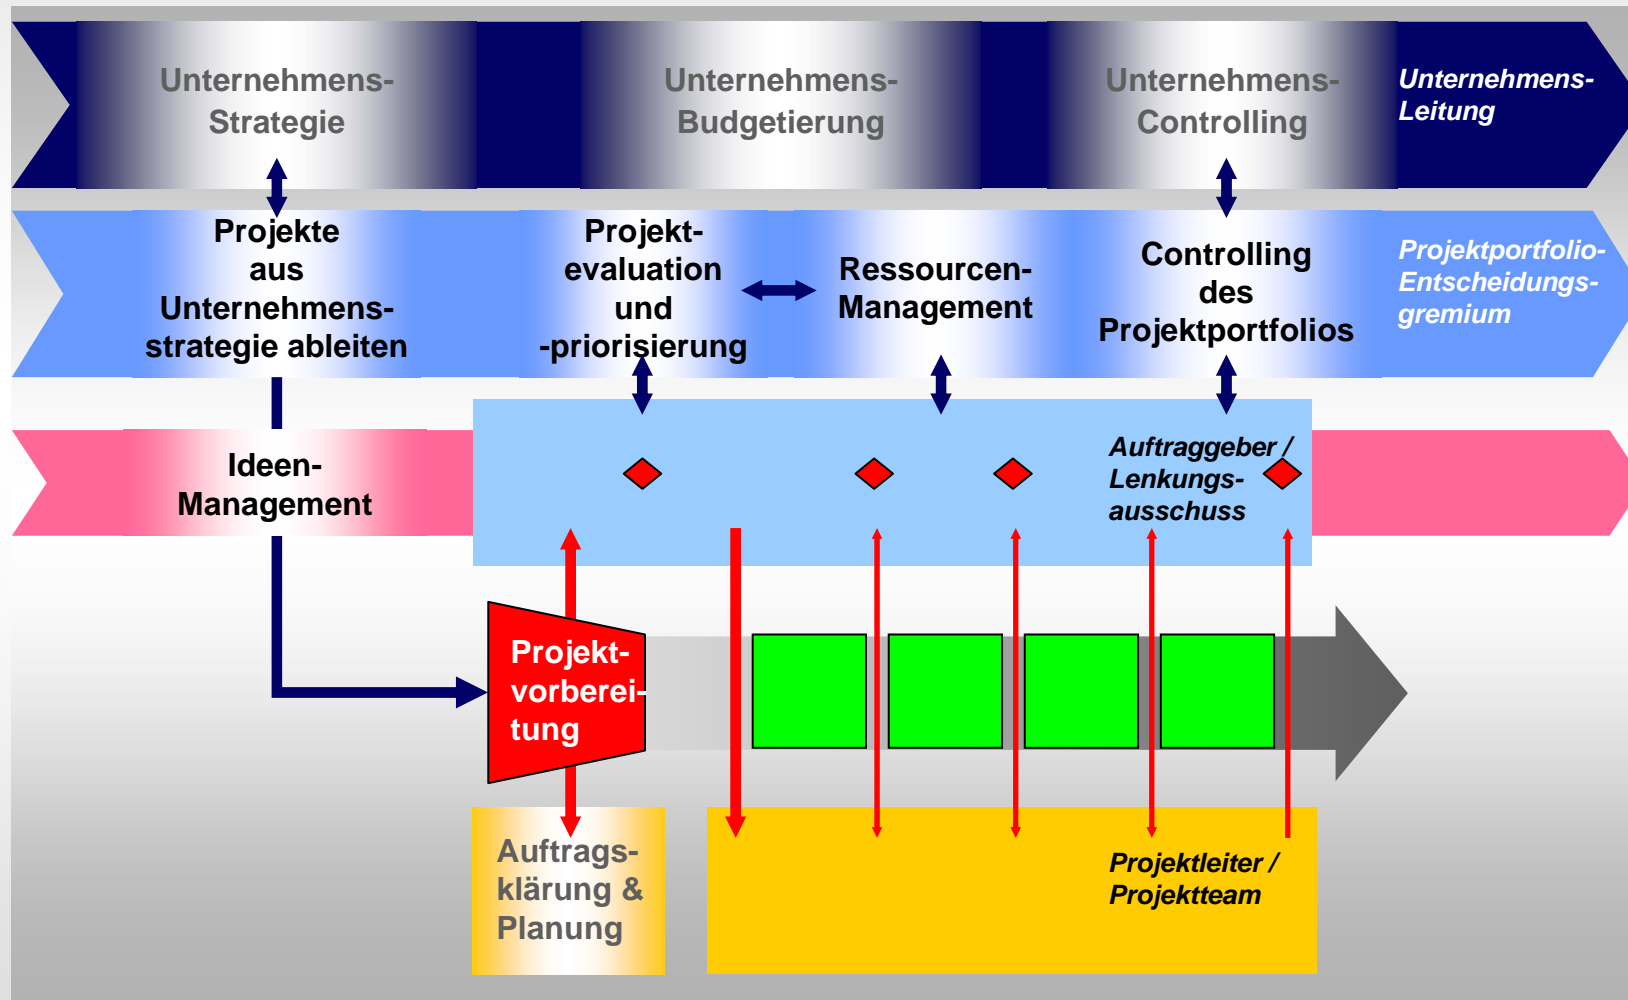 Unternehmens-
Strategie
Unternehmens-
Budgetierung
Unternehmens-
Controlling
Unternehmens-
Leitung
Projekte
aus
Unternehmens-
strategie ableiten
Projekt-
evaluation
und
-priorisierung
Ressourcen-
Management
Controlling
des
Projektportfolios
Projektportfolio-
Entscheidungs-
gremium
Ideen-
Management
Auftraggeber /
Lenkungs-
ausschuss
Projekt-
vorberei-
tung
Auftrags-
klärung &
Planung
Projektleiter /
Projektteam